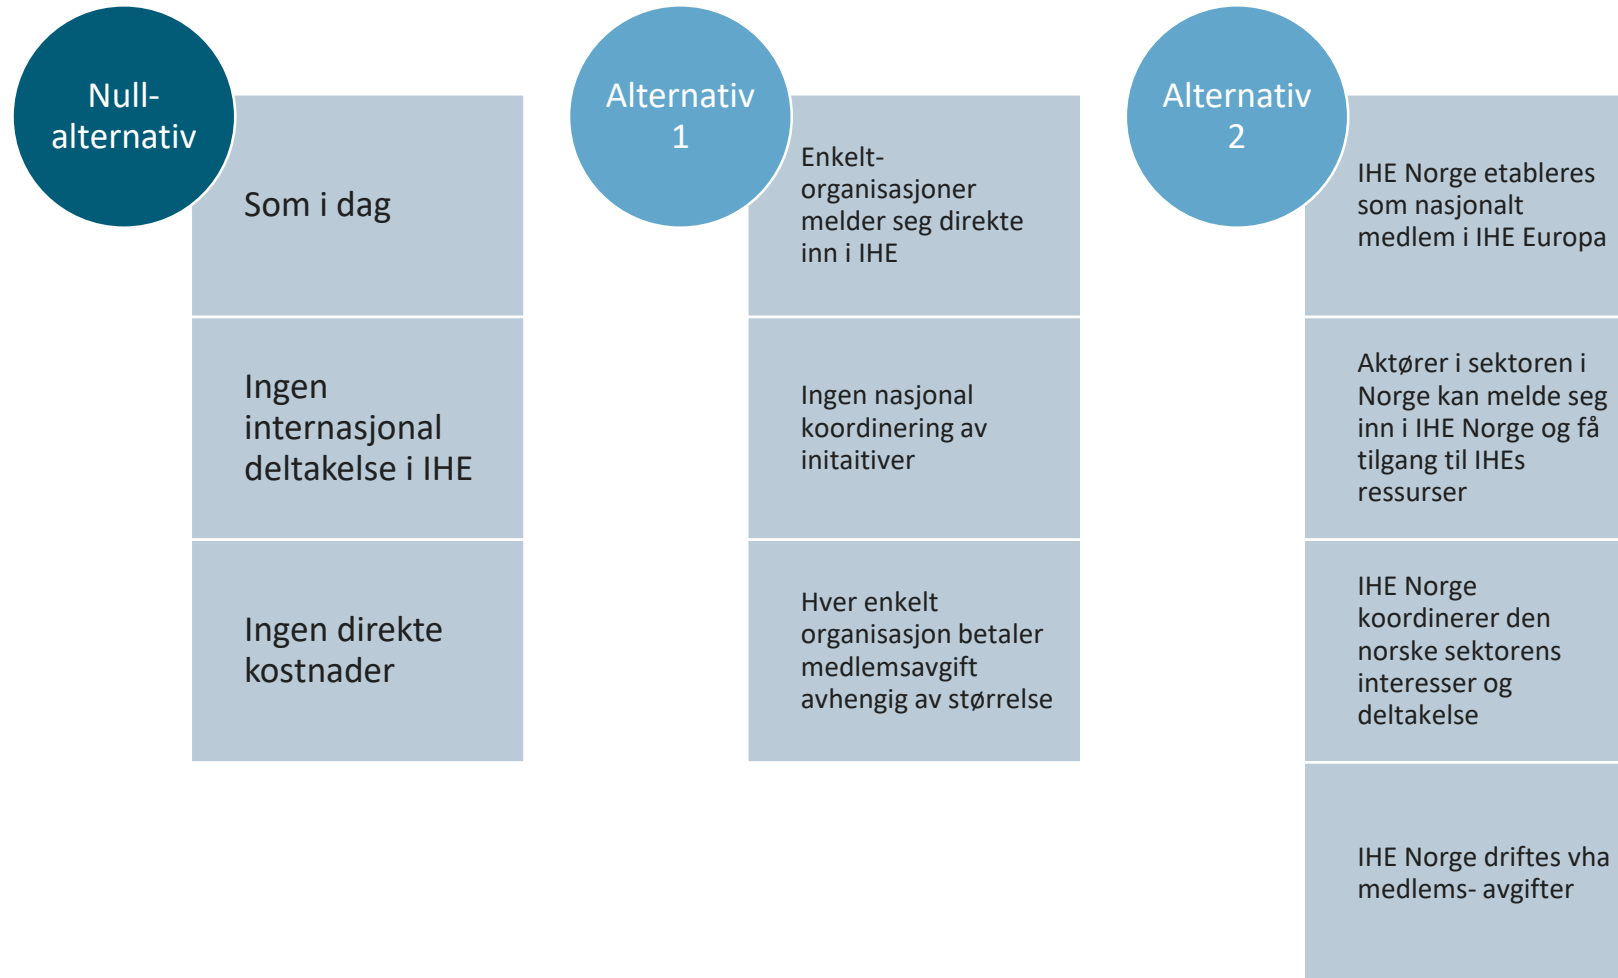 Null-
alternativ
Som i dag
Ingen
internasjonal
deltakelse i IHE
Ingen direkte
kostnader
Alternativ
1
Enkelt-
organisasjoner
melder seg direkte
inn i IHE
Ingen nasjonal
koordinering av
initaitiver
Hver enkelt
organisasjon betaler
medlemsavgift
avhengig av størrelse
Alternativ
2
IHE Norge etableres
som nasjonalt
medlem i IHE Europa
Aktører i sektoren i
Norge kan melde seg
inn i IHE Norge og få
tilgang til IHEs
ressurser
IHE Norge
koordinerer den
norske sektorens
interesser og
deltakelse
IHE Norge driftes vha
medlems- avgifter